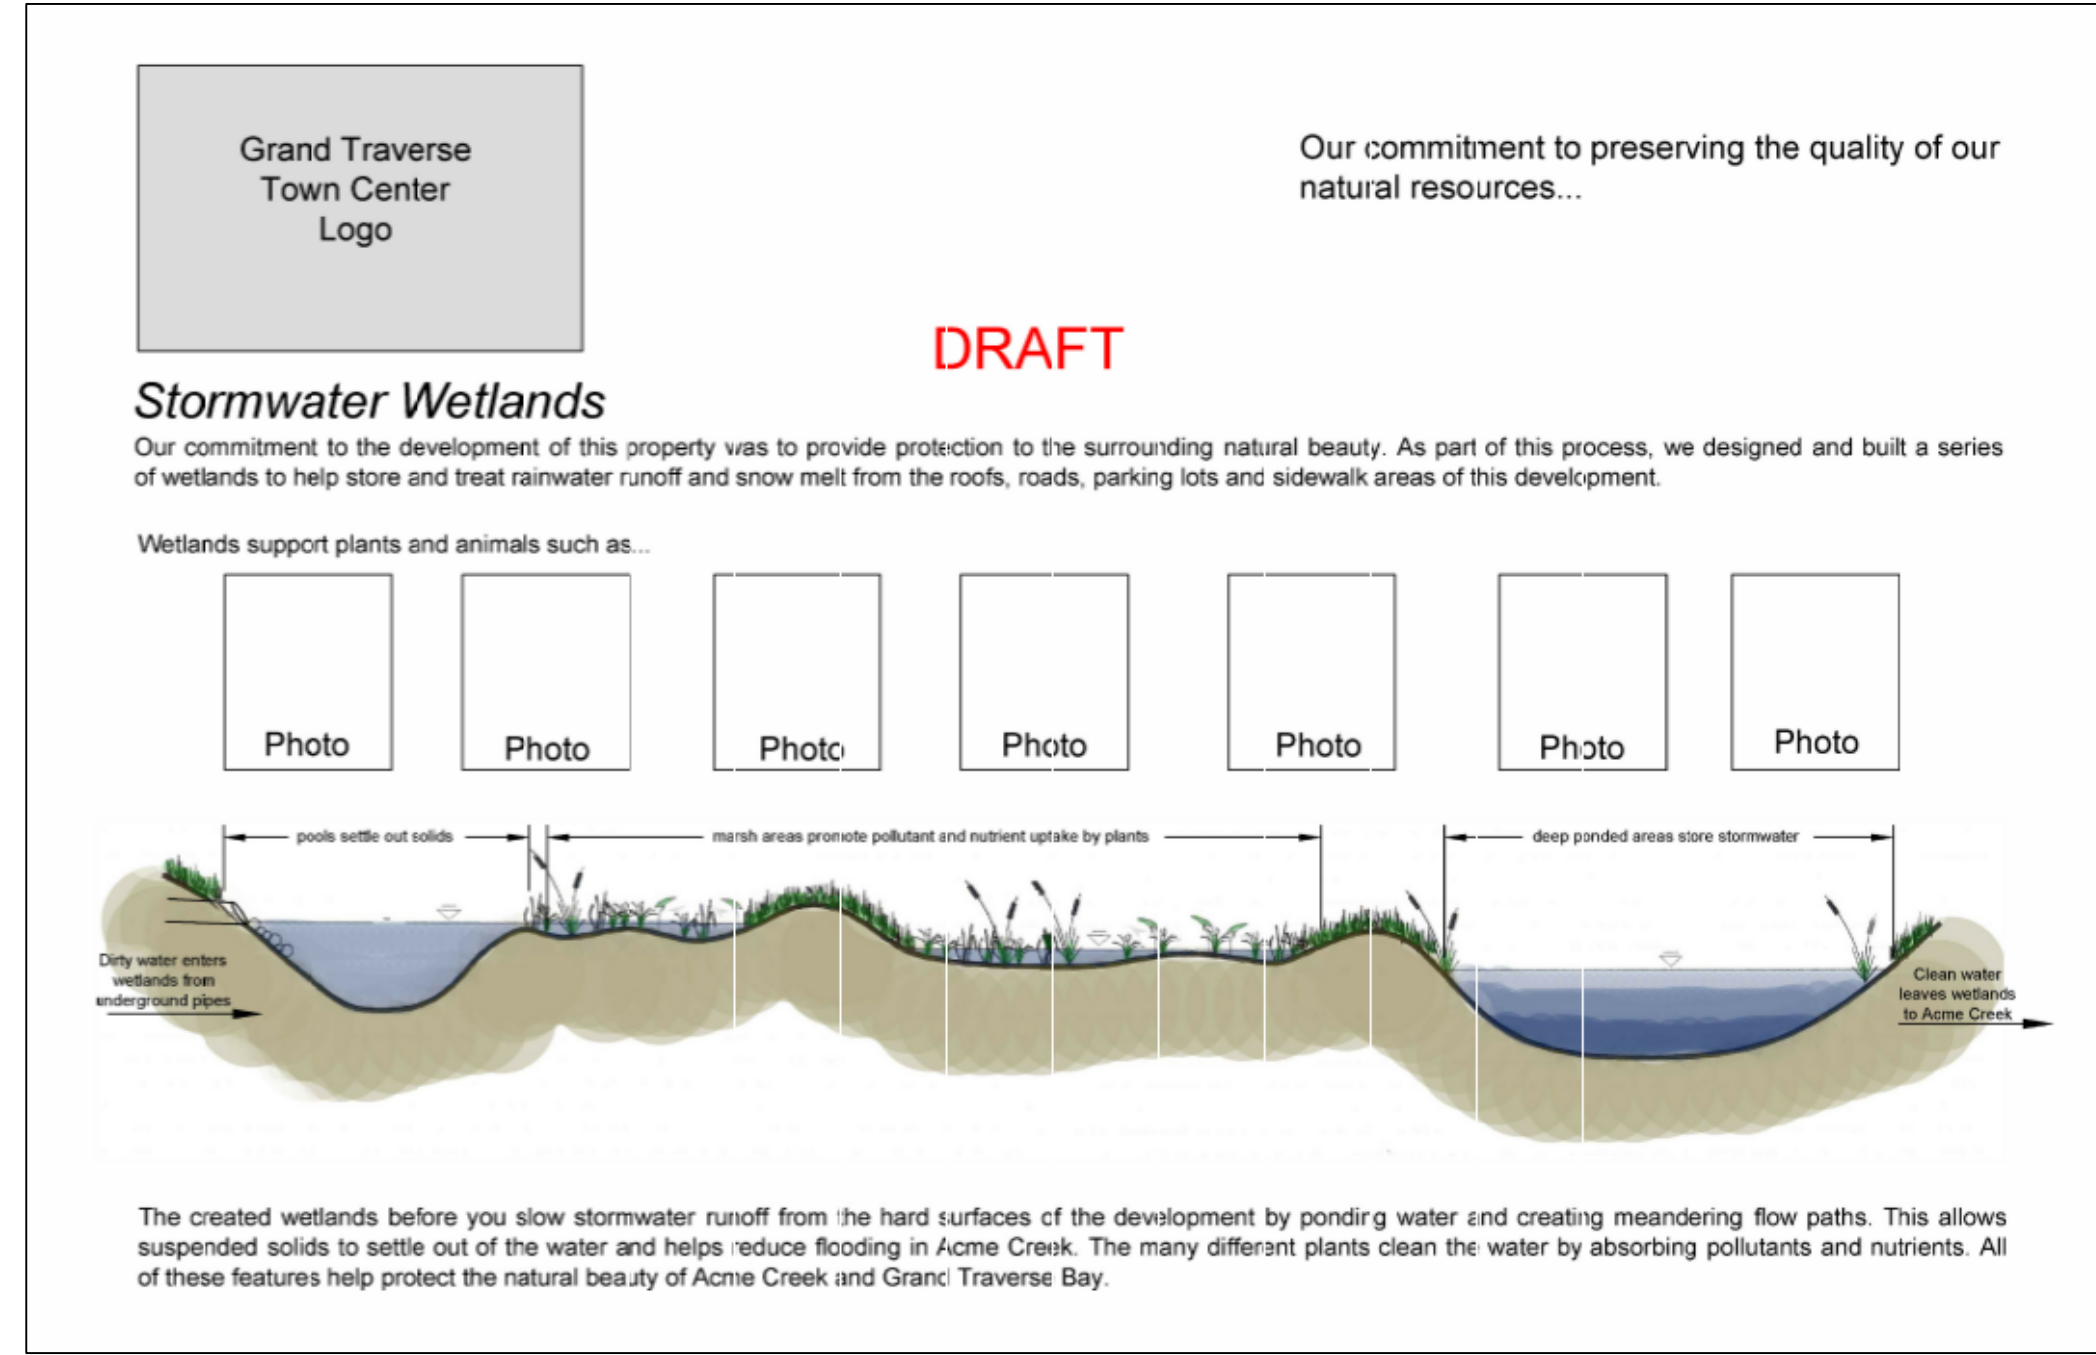 Grand Traverse
Town Center
Logo
Our commitment to preserving the quality of our
natural resources...
DRAFT
Stormwater Wetlands
Our commitment to the development of this property was to provide protection to the surrounding natural beauty. As part of this process, we designed and built a series
of wetlands to help store and treat rainwater runoff and snow melt from the roofs, roads, parking lots and sidewalk areas of this development.
Wetlands support plants and animals such as...
Photo
Photo
Photo
Photo
Photo
Photo
Photo
pools settle out solids
marsh areas promote pollutant and nutrient uptake by plants
deep ponded areas store stormwater
Dirty water enters
wetlands from
underground pipes
Clean water
leaves wetlands
to Acme Creek
The created wetlands before you slow stormwater runoff from the hard surfaces of the development by ponding water and creating meandering flow paths. This allows
suspended solids to settle out of the water and helps reduce flooding in Acme Creek. The many different plants clean the water by absorbing pollutants and nutrients. All
of these features help protect the natural beauty of Acme Creek and Grand Traverse Bay.